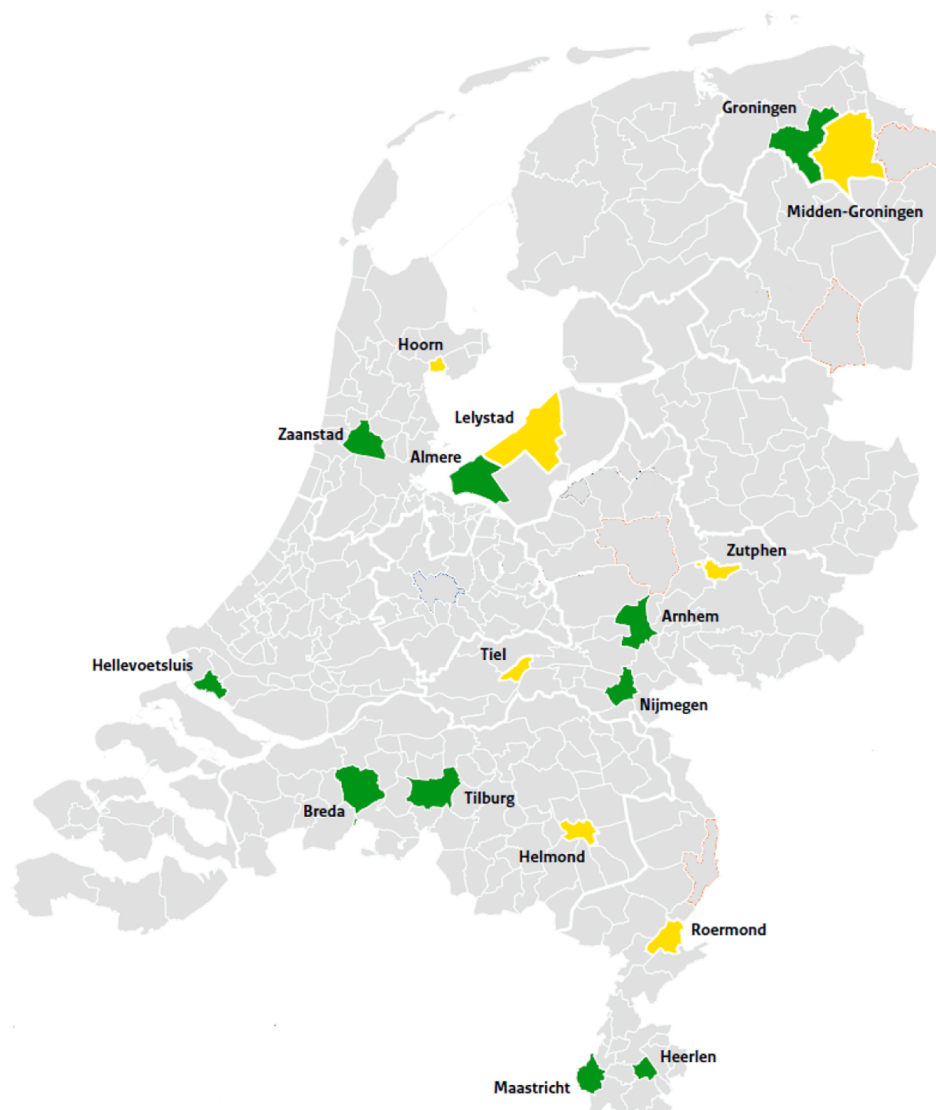 Groningen
Midden-Groningen
Hoorn
Lelystad
Zaanstad
Almere
Zutphen
Arnhem
Tiel
Hellevoetsluis
Nijmegen
Breda
Tilburg
Helmond
Roermond
Heerlen
Maastricht